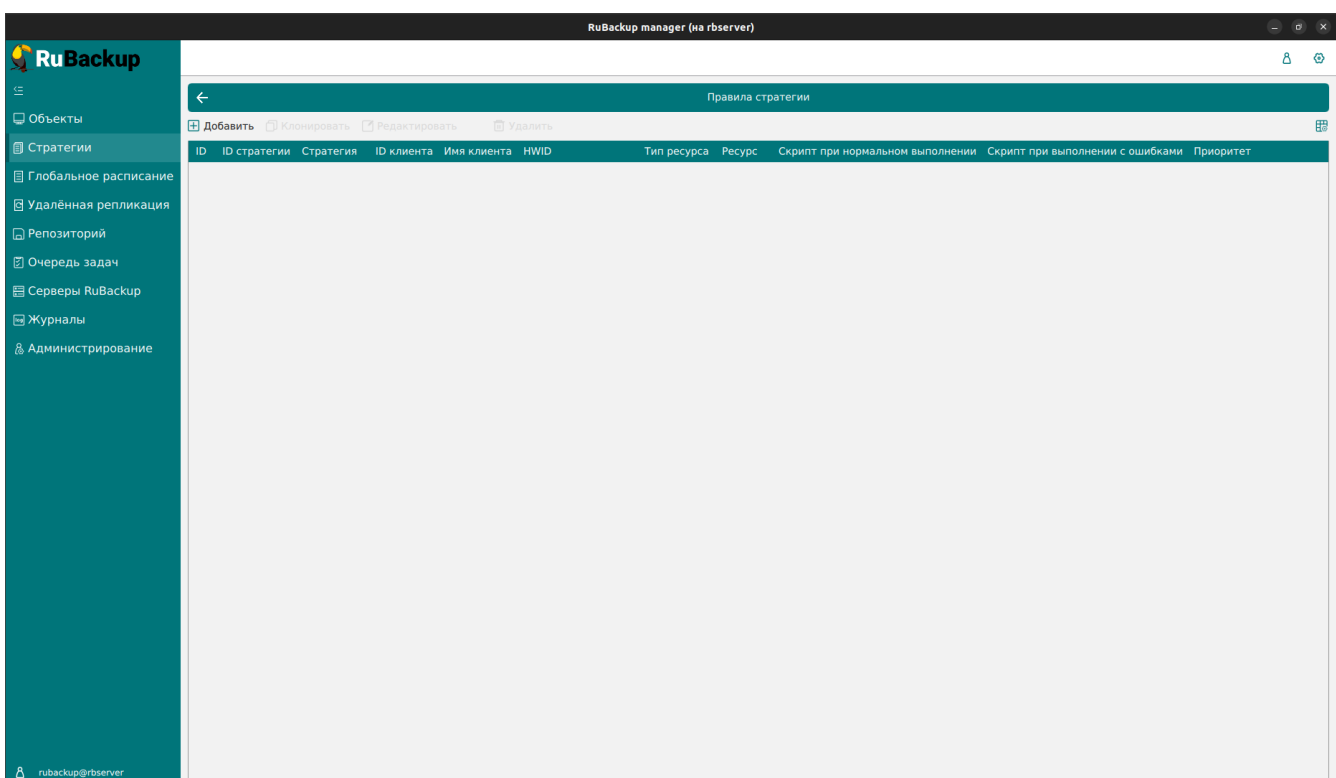 RuBackup manager (на rbserver)
RuBackup
Объекты
Стратегии
Глобальное расписание
Удалённая репликация
Репозиторий
Очередь задач
Серверы RuBackup
Журналы
Администрирование
rubackup@rbserver
Правила стратегии
Добавить Клонировать Редактировать Удалить
ID ID стратегии Стратегия ID клиента Имя клиента HWID Тип ресурса Ресурс Скрипт при нормальном выполнении Скрипт при выполнении с ошибками Приоритет